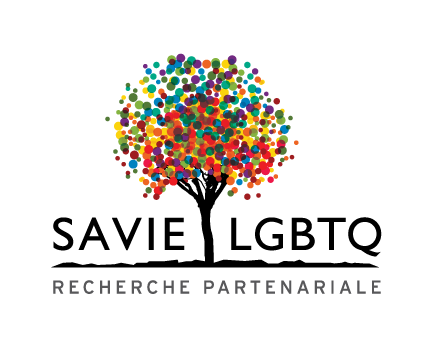 SAVIE LGBTQ
RECHERCHE PARTENARIALE